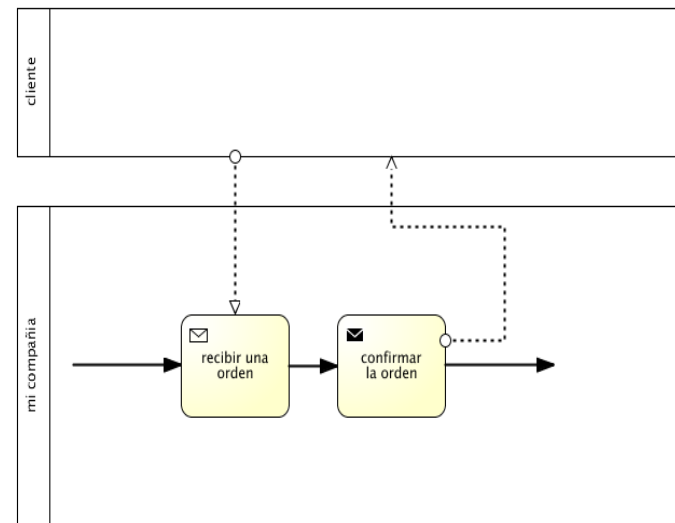 cliente
mi compañia
recibir una
orden
confirmar
la orden